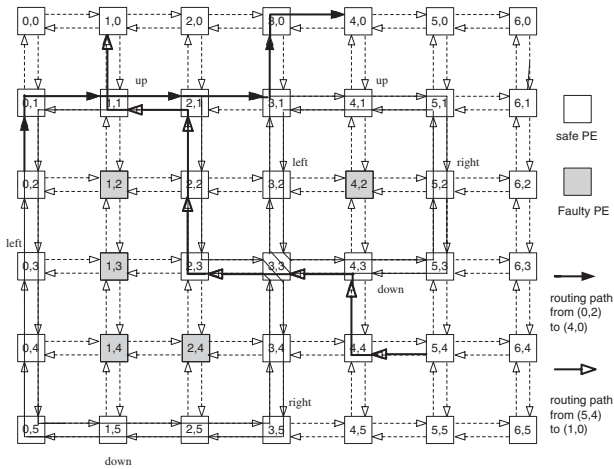 0,0 1,0 2,0 3,0 4,0 5,0 6,0
up up
0,1 1,1 2,1 3,1 4,1 5,1 6,1
safe PE
left right
0,2 1,2 2,2 3,2 4,2 5,2 6,2
Faulty PE
left
0,3 1,3 2,3 3,3 4,3 5,3 6,3
down
routing path
from (0,2)
to (4,0)
0,4 1,4 2,4 3,4 4,4 5,4 6,4
right
routing path
from (5,4)
to (1,0)
0,5 1,5 2,5 3,5 4,5 5,5 6,5
down